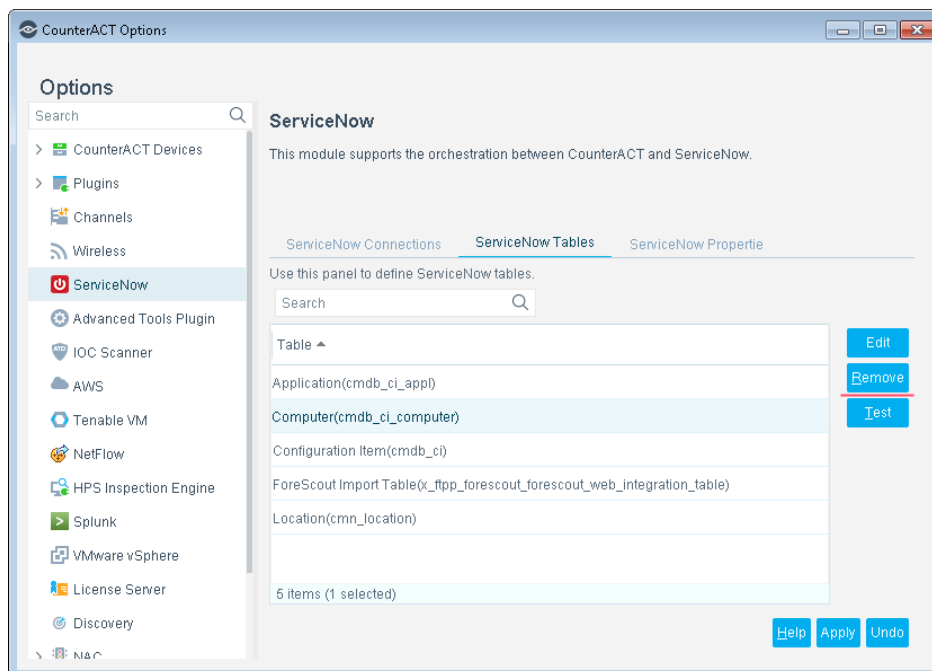 CounterACT Options
Options
Search
CounterACT Devices
Plugins
Channels
Wireless
ServiceNow
Advanced Tools Plugin
IOC Scanner
AWS
Tenable VM
NetFlow
HPS Inspection Engine
Splunk
VMware vSphere
License Server
Discovery
NAC
ServiceNow
This module supports the orchestration between CounterACT and ServiceNow.
ServiceNow Connections ServiceNow Tables ServiceNow Propertie
Use this panel to define ServiceNow tables.
Search
Table
Application(cmdb_ci_appl)
Computer(cmdb_ci_computer)
Configuration Item(cmdb_ci)
ForeScout Import Table(x_ftpp_forescout_forescout_web_integration_table)
Location(cmn_location)
5 items (1 selected)
Edit
Remove
Test
Help Apply Undo